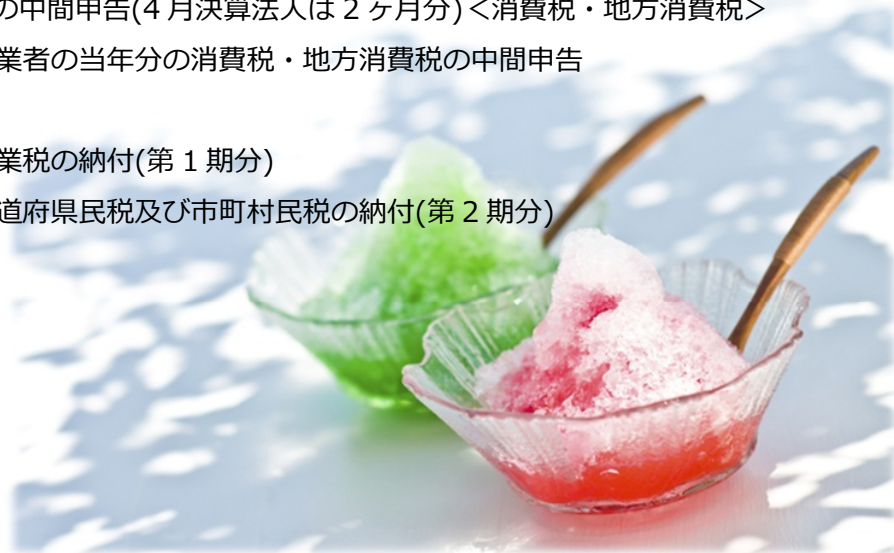 の中間申告(4月決算法人は2ヶ月分)<消費税・地方消費税>
業者の当年分の消費税・地方消費税の中間申告
業税の納付(第1期分)
道府県民税及び市町村民税の納付(第2期分)